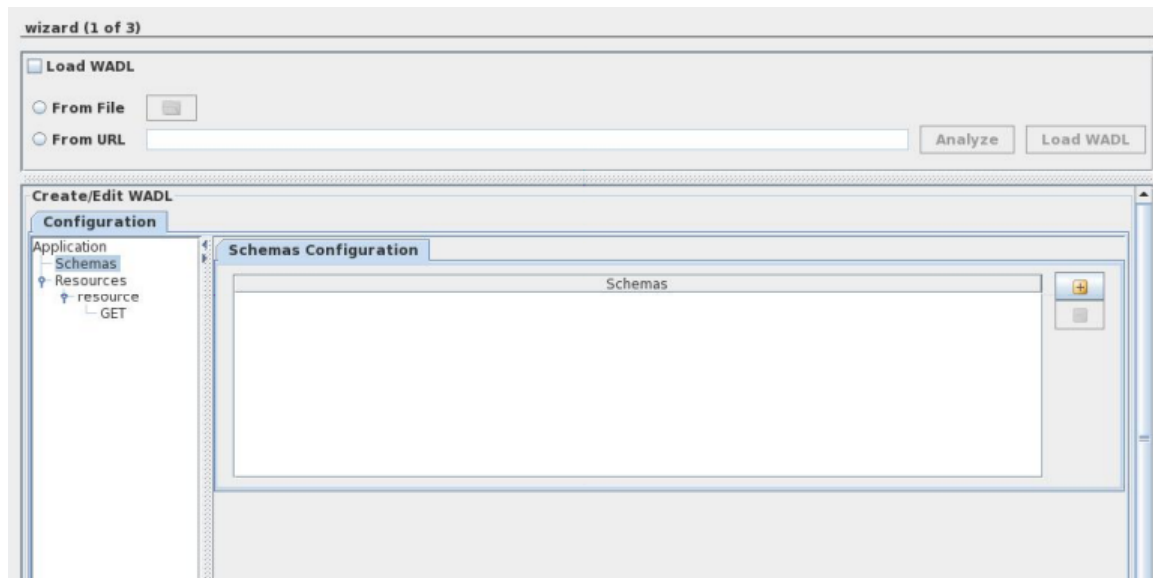 wizard (1 of 3)
Load WADL
From File
From URL Analyze Load WADL
Create/Edit WADL
Configuration
Application
Schemas
Resources
resource
GET
Schemas Configuration
Schemas